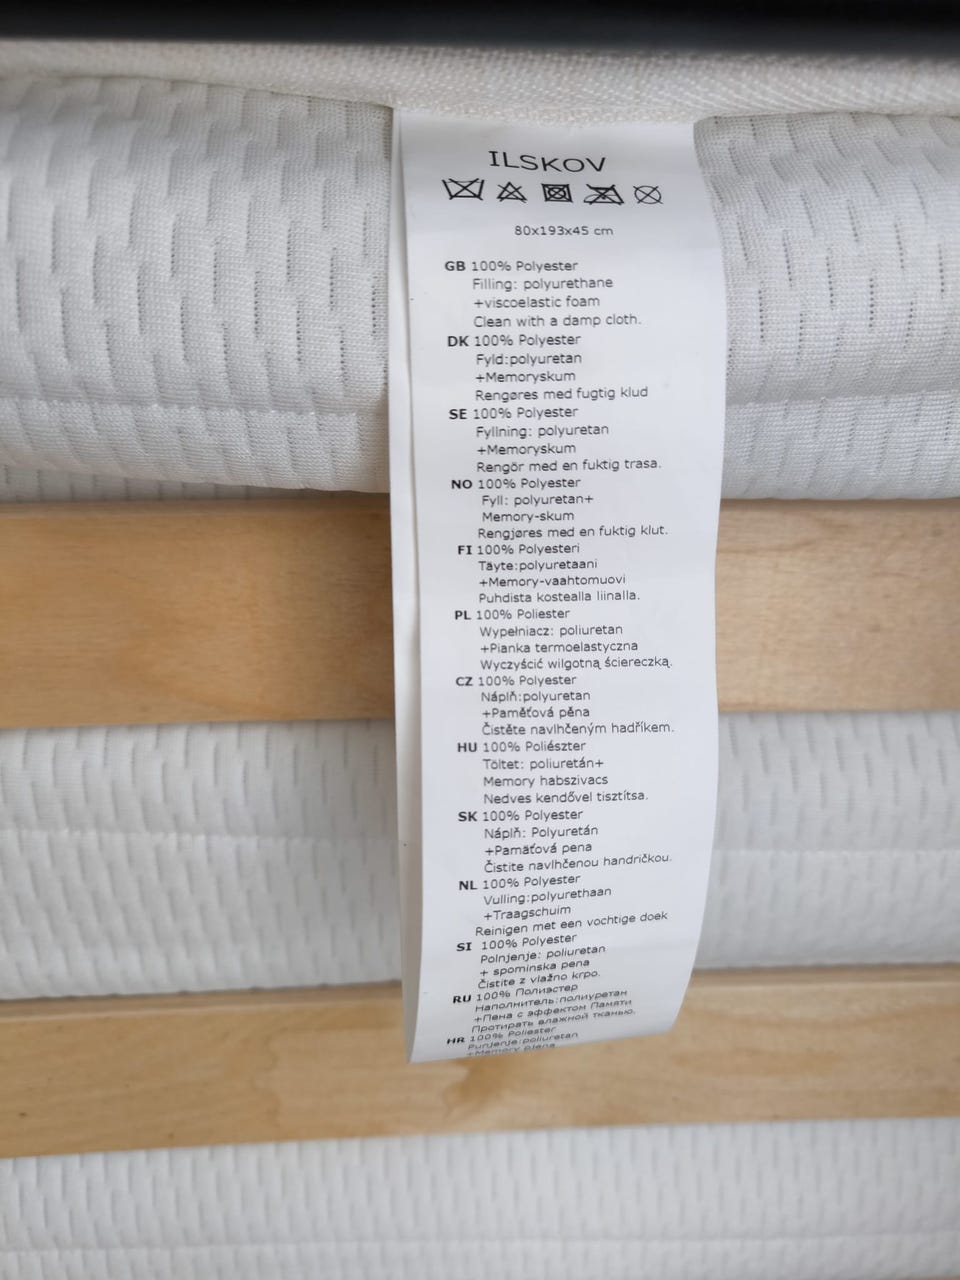 ILSKOV
80x193x45 cm
GB 100% Polyester
Filling: polyurethane
+viscoelastic foam
Clean with a damp cloth.
DK 100% Polyester
Fyld:polyuretan
+Memoryskum
Rengøres med fugtig klud
SE 100% Polyester
Fyllning: polyuretan
+Memoryskum
Rengör med en fuktig trasa.
NO 100% Polyester
Fyll: polyuretan+
Memory-skum
Rengjøres med en fuktig klut.
FI 100% Polyesteri
Täyte:polyuretaani
+Memory-vaahtomuovi
Puhdista kostealla liinalla.
PL 100% Poliester
Wypełniacz: poliuretan
+Pianka termoelastyczna
Wyczyścić wilgotną ściereczką.
CZ 100% Polyester
Náplň:polyuretan
+Paměťová pěna
Čistěte navlhčeným hadříkem.
HU 100% Poliészter
Töltet: poliuretán+
Memory habszivacs
Nedves kendővel tisztítsa.
SK 100% Polyester
Náplň: Polyuretán
+Pamäťová pena
Čistite navlhčenou handričkou.
NL 100% Polyester
Vulling:polyurethaan
+Traagschuim
Reinigen met een vochtige doek
SI 100% Polyester
Polnjenje: poliuretan
+ spominska pena
Čistite z vlažno krpo.
RU 100% Полиэстер
Наполнитель:полиуретан
+Пена с эффектом Памяти
Протирать влажной тканью.
HR 100% Poliester
Punjenje:poliuretan
+Memory pjena